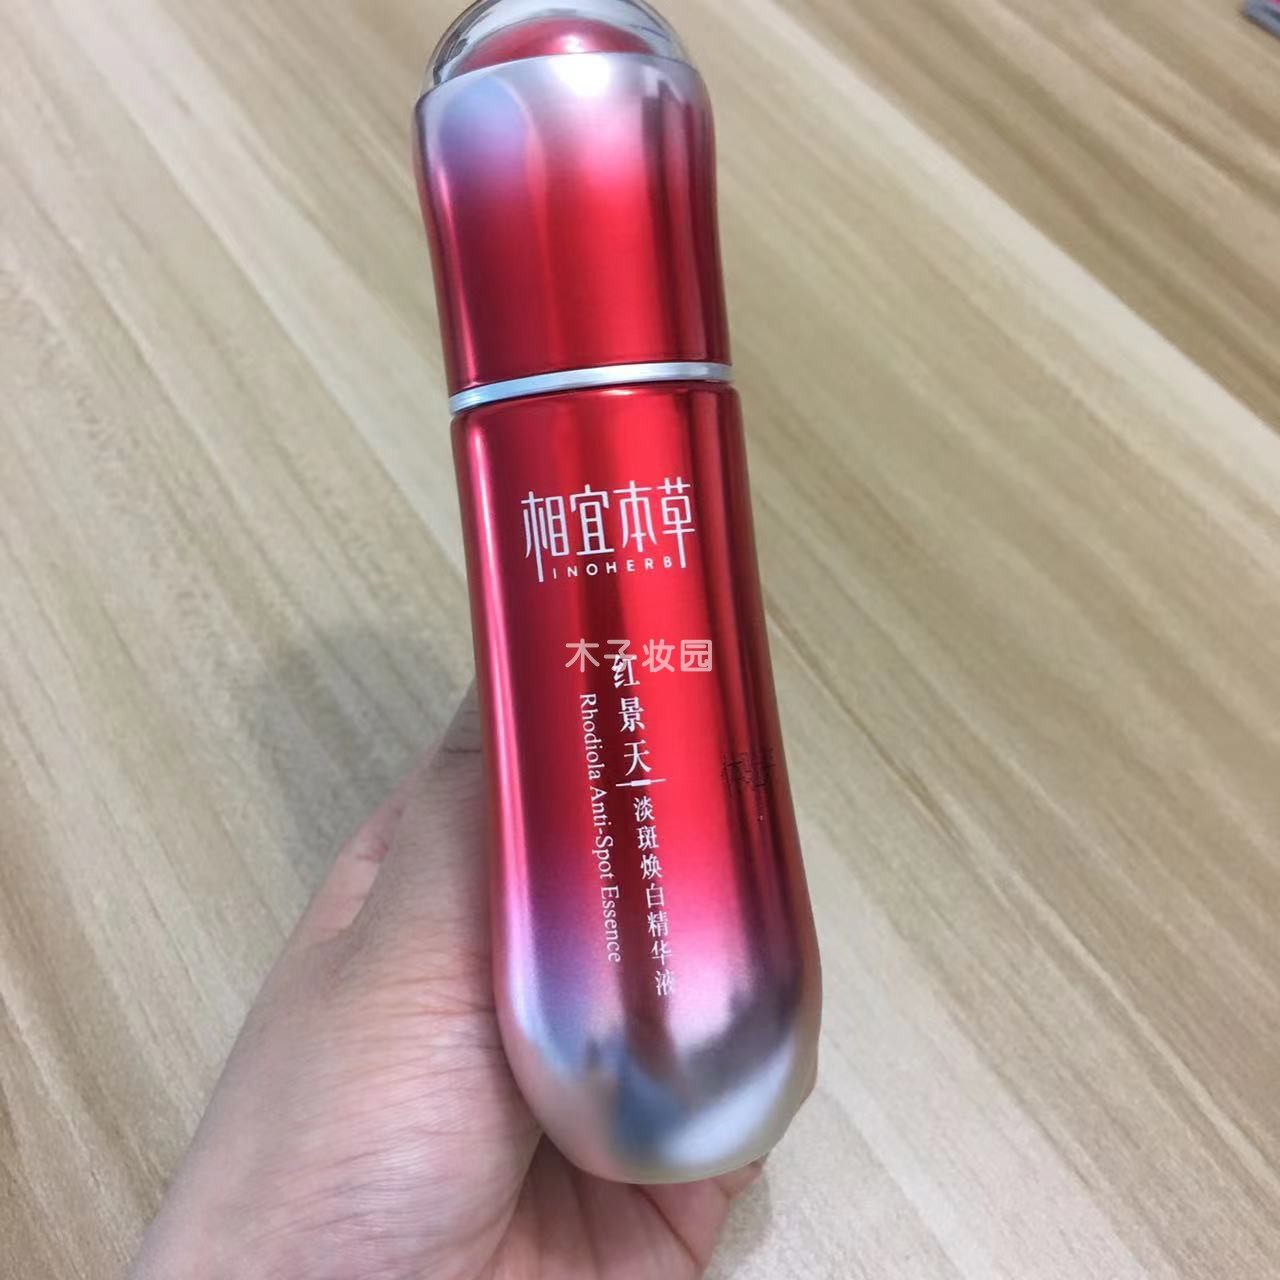 相宜本草
INOHERB
木子妆园
红景天
Rhodiola Anti-Spot Essence
淡斑焕白精华液